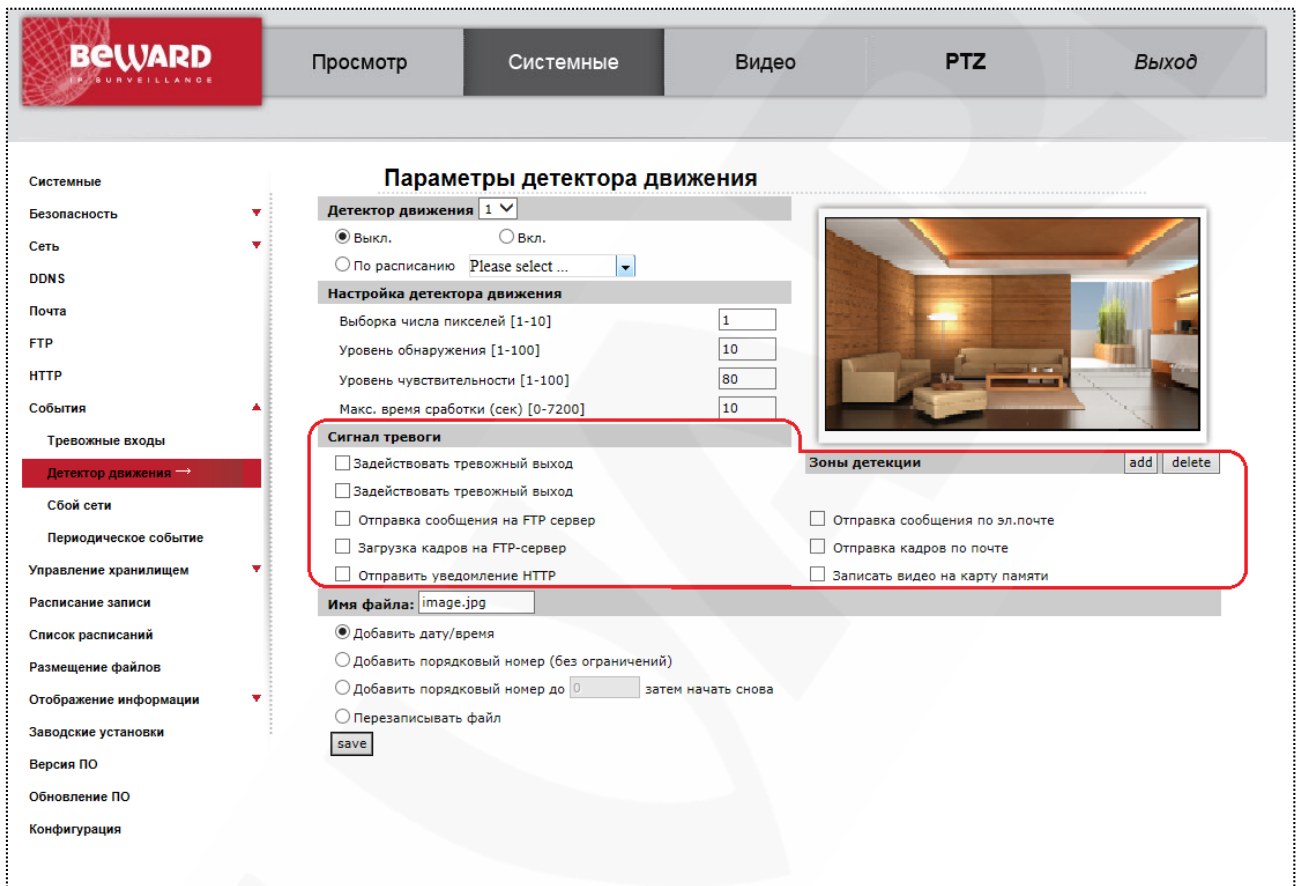 BEWARD
IP SURVEILLANCE
Просмотр
Системные
Видео
PTZ
Выход
Системные
Безопасность
Сеть
DDNS
Почта
FTP
HTTP
События
Тревожные входы
Детектор движения →
Сбой сети
Периодическое событие
Управление хранилищем
Расписание записи
Список расписаний
Размещение файлов
Отображение информации
Заводские установки
Версия ПО
Обновление ПО
Конфигурация
Параметры детектора движения
Детектор движения 1
Выкл. Вкл.
По расписанию Please select ...
Настройка детектора движения
Выборка числа пикселей [1-10] 1
Уровень обнаружения [1-100] 10
Уровень чувствительности [1-100] 80
Макс. время сработки (сек) [0-7200] 10
Сигнал тревоги
Зоны детекции add delete
Задействовать тревожный выход
Задействовать тревожный выход
Отправка сообщения на FTP сервер Отправка сообщения по эл.почте
Загрузка кадров на FTP-сервер Отправка кадров по почте
Отправить уведомление HTTP Записать видео на карту памяти
Имя файла: image.jpg
Добавить дату/время
Добавить порядковый номер (без ограничений)
Добавить порядковый номер до 0 затем начать снова
Перезаписывать файл
save